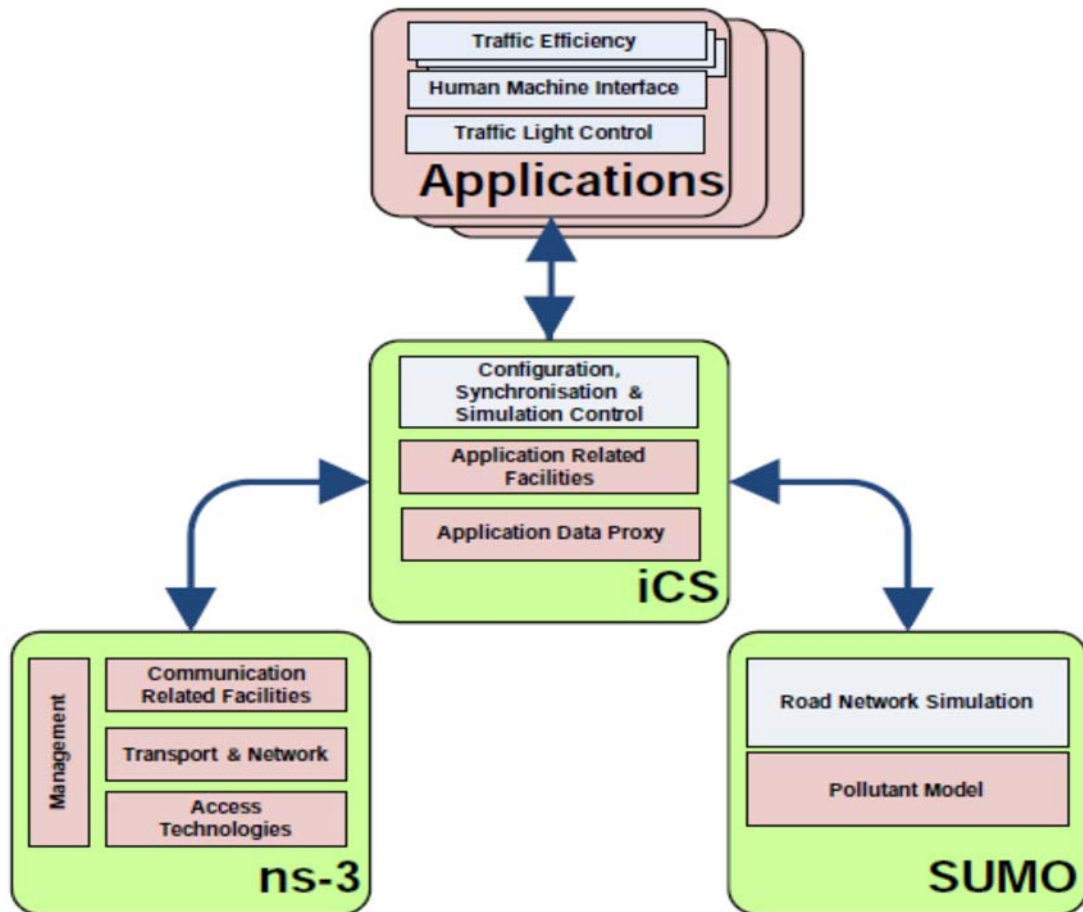 Traffic Efficiency
Human Machine Interface
Traffic Light Control
Applications
Configuration,
Synchronisation &
Simulation Control
Application Related
Facilities
Application Data Proxy
iCS
Management
Communication
Related Facilities
Transport & Network
Access
Technologies
ns-3
Road Network Simulation
Pollutant Model
SUMO